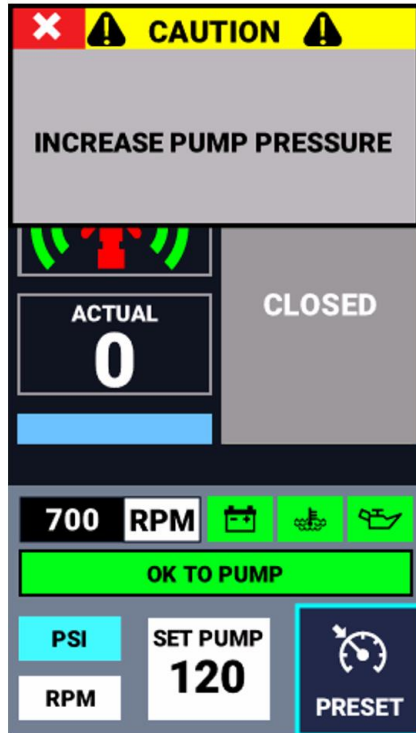 CAUTION
INCREASE PUMP PRESSURE
ACTUAL
0
CLOSED
700 RPM
OK TO PUMP
PSI
RPM
SET PUMP
120
PRESET